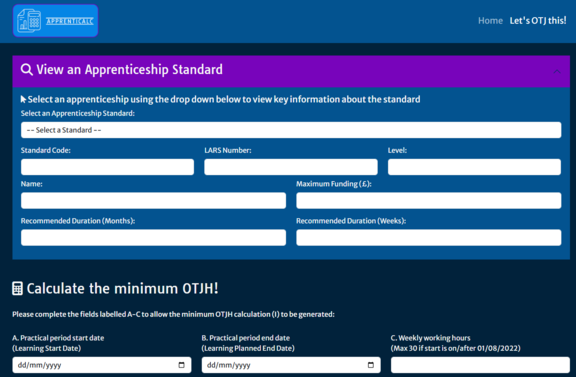 APPRENTICALC
Home Let's OTJ this!
View an Apprenticeship Standard
Select an apprenticeship using the drop down below to view key information about the standard
Select an Apprenticeship Standard:
-- Select a Standard --
Standard Code: LARS Number: Level:
Name: Maximum Funding (£):
Recommended Duration (Months): Recommended Duration (Weeks):
Calculate the minimum OTJH!
Please complete the fields labelled A-C to allow the minimum OTJH calculation (I) to be generated:
A. Practical period start date B. Practical period end date C. Weekly working hours
(Learning Start Date) (Learning Planned End Date) (Max 30 if start is on/after 01/08/2022)
dd/mm/yyyy dd/mm/yyyy